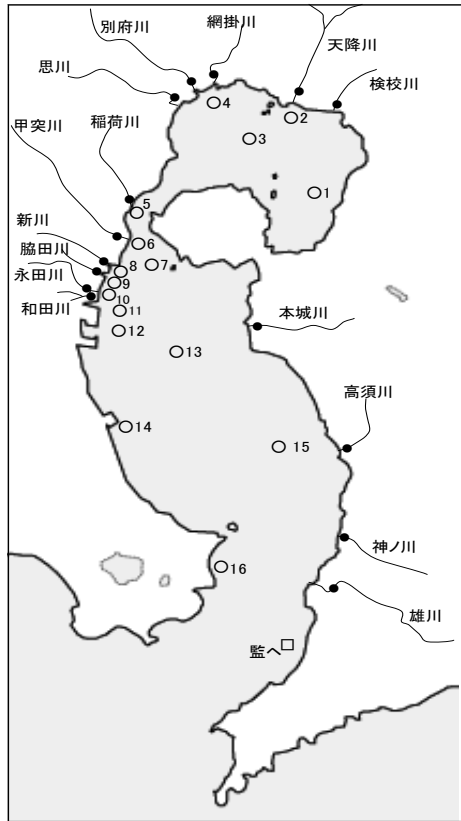 別府川
網掛川
天降川
思川
検校川
甲突川
稲荷川
新川
脇田川
永田川
和田川
本城川
高須川
神ノ川
雄川
監へ
1
2
3
4
5
6
7
8
9
10
11
12
13
14
15
16